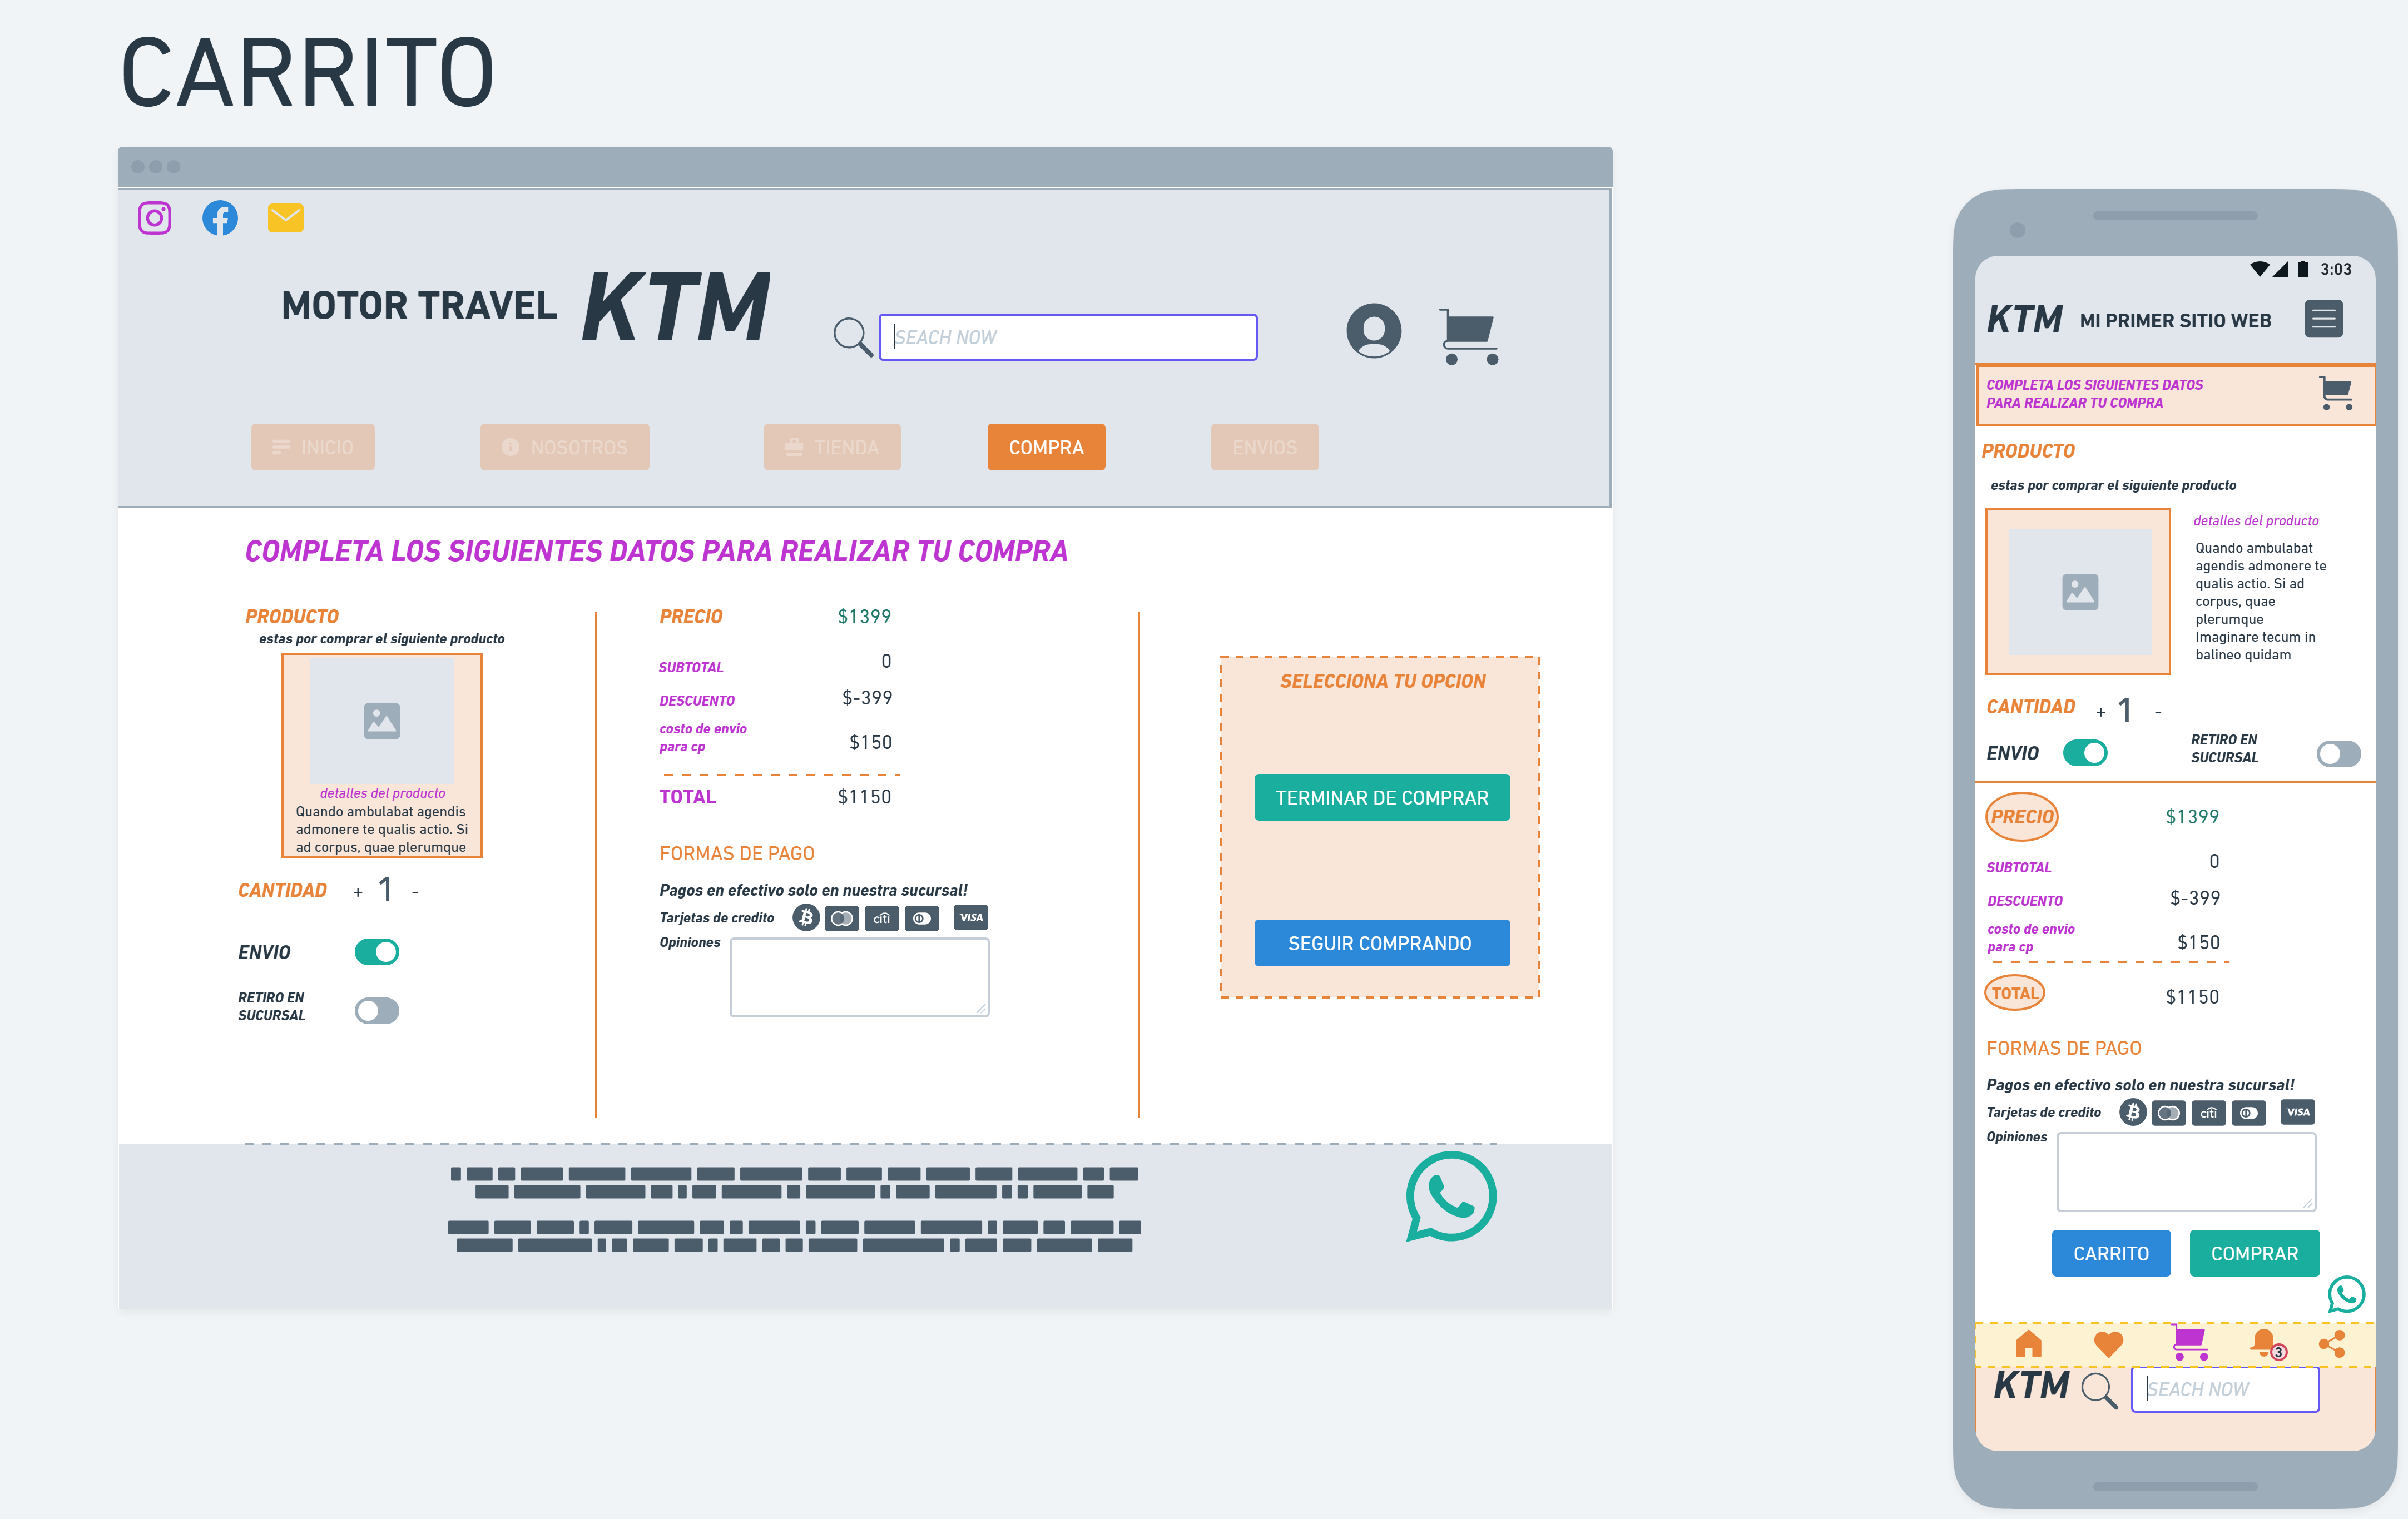 CARRITO
MOTOR TRAVEL KTM
SEACH NOW
INICIO NOSOTROS TIENDA COMPRA ENVIOS
COMPLETA LOS SIGUIENTES DATOS PARA REALIZAR TU COMPRA
PRODUCTO
estas por comprar el siguiente producto
detalles del producto
Quando ambulabat agendis
admonere te qualis actio. Si
ad corpus, quae plerumque
CANTIDAD + 1 -
ENVIO
RETIRO EN
SUCURSAL
PRECIO $1399
SUBTOTAL 0
DESCUENTO $-399
costo de envio
para cp $150
TOTAL $1150
FORMAS DE PAGO
Pagos en efectivo solo en nuestra sucursal!
Tarjetas de credito citi VISA
Opiniones
SELECCIONA TU OPCION
TERMINAR DE COMPRAR
SEGUIR COMPRANDO
3:03
KTM MI PRIMER SITIO WEB
COMPLETA LOS SIGUIENTES DATOS
PARA REALIZAR TU COMPRA
PRODUCTO
estas por comprar el siguiente producto
detalles del producto
Quando ambulabat
agendis admonere te
qualis actio. Si ad
corpus, quae
plerumque
Imaginare tecum in
balineo quidam
CANTIDAD + 1 -
ENVIO
RETIRO EN
SUCURSAL
PRECIO $1399
SUBTOTAL 0
DESCUENTO $-399
costo de envio
para cp $150
TOTAL $1150
FORMAS DE PAGO
Pagos en efectivo solo en nuestra sucursal!
Tarjetas de credito citi VISA
Opiniones
CARRITO COMPRAR
3
KTM SEACH NOW